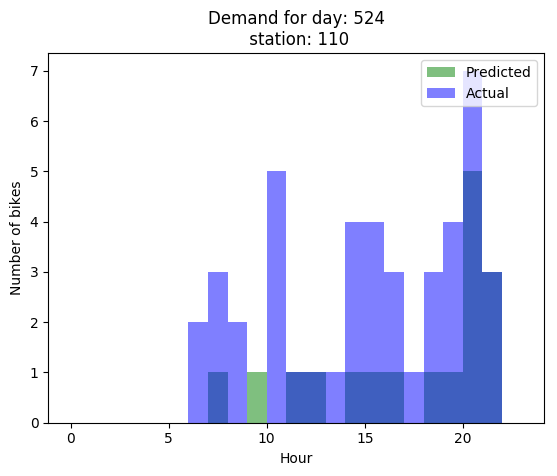 Demand for day: 524
station: 110
Predicted
Actual
Number of bikes
7
6
5
4
3
2
1
0
0 5 10 15 20
Hour